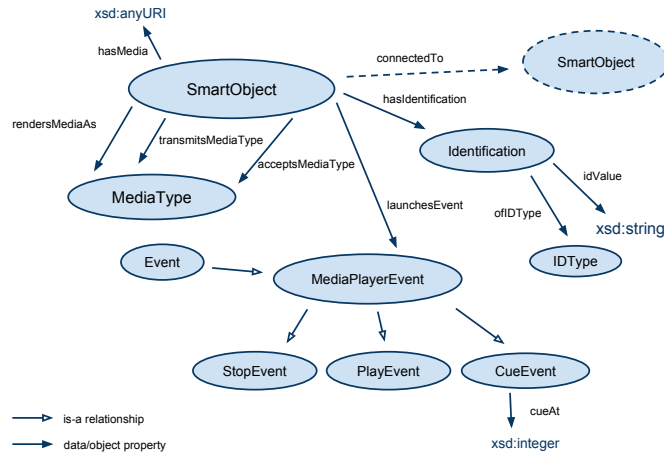 xsd:anyURI
hasMedia
connectedTo
SmartObject
SmartObject
hasIdentification
rendersMediaAs
transmitsMediaType
acceptsMediaType
Identification
idValue
MediaType
launchesEvent
ofIDType
xsd:string
Event
MediaPlayerEvent
IDType
StopEvent
PlayEvent
CueEvent
is-a relationship
cueAt
data/object property
xsd:integer